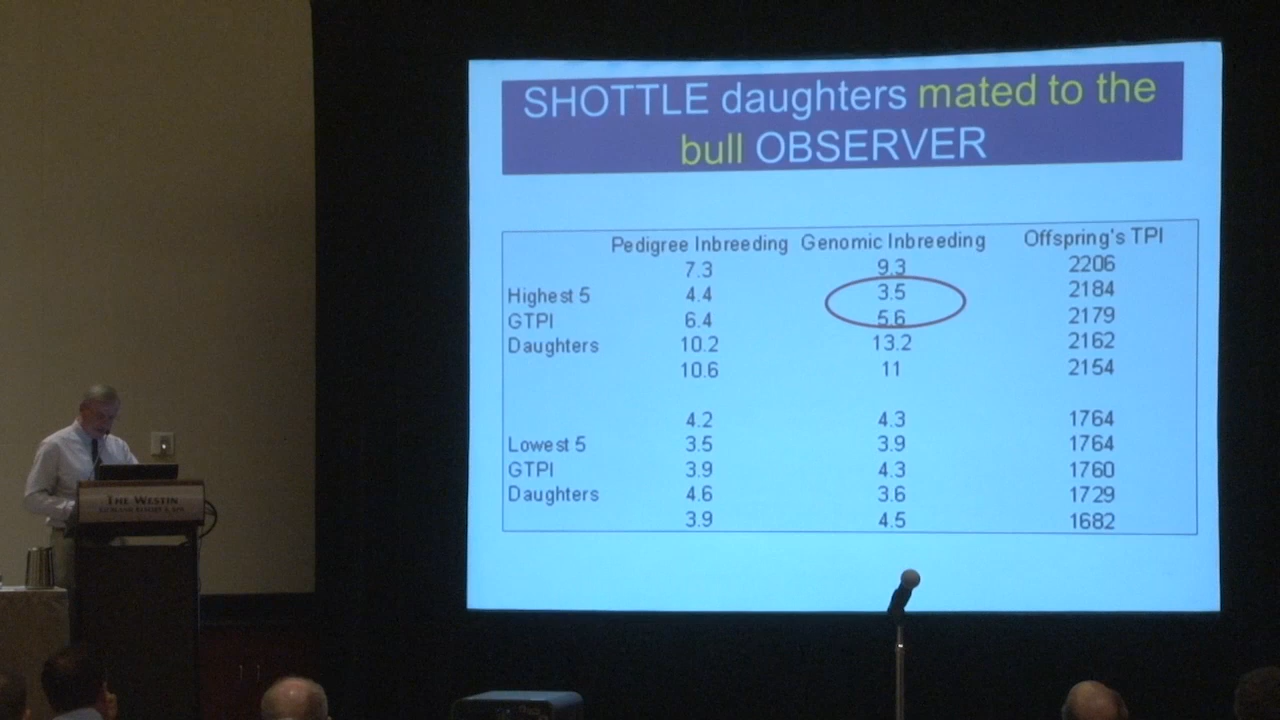 SHOTTLE daughters mated to the
bull OBSERVER
Pedigree Inbreeding Genomic Inbreeding Offspring's TPI
7.3 9.3 2206
Highest 5 4.4 3.5 2184
GTPI 6.4 5.6 2179
Daughters 10.2 13.2 2162
10.6 11 2154
4.2 4.3 1764
Lowest 5 3.5 3.9 1764
GTPI 3.9 4.3 1760
Daughters 4.6 3.6 1729
3.9 4.5 1682
THE WESTIN